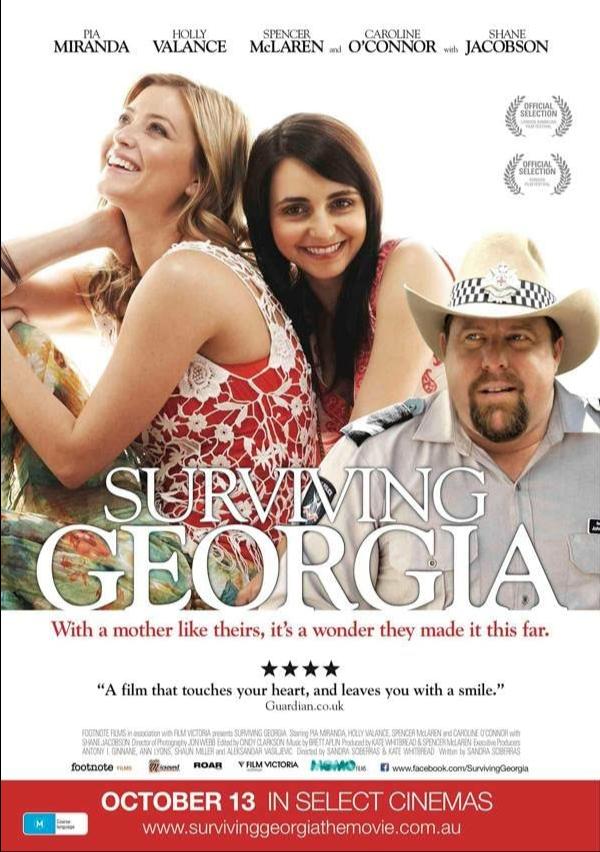 PIA MIRANDA HOLLY VALANCE SPENCER McLAREN and CAROLINE O'CONNOR with SHANE JACOBSON
OFFICIAL SELECTION
OFFICIAL SELECTION
SURVIVING
GEORGIA
With a mother like theirs, it's a wonder they made it this far.
★★★★
“A film that touches your heart, and leaves you with a smile.”
Guardian.co.uk
FOOTNOTE FILMS in association with FILM VICTORIA presents SURVIVING GEORGIA Starring PIA MIRANDA, HOLLY VALANCE, SPENCER McLAREN and CAROLINE O'CONNOR with
SHANE JACOBSON Director of Photography JON WEBB Edited by CINDY CLARKSON Music by BRETT APLIN Produced by KATE WHITBREAD & SPENCER McLAREN Executive Producers
ANTONY I. GINNANE, ANN LYONS, SHAUN MILLER and ALEKSANDAR VASILJEVIC Directed by SANDRA SCIBERRAS & KATE WHITBREAD Written by SANDRA SCIBERRAS
footnote FILMS ROAR FILM VICTORIA f www.facebook.com/SurvivingGeorgia
OCTOBER 13 IN SELECT CINEMAS
M Coarse language
www.survivinggeorgiathemovie.com.au